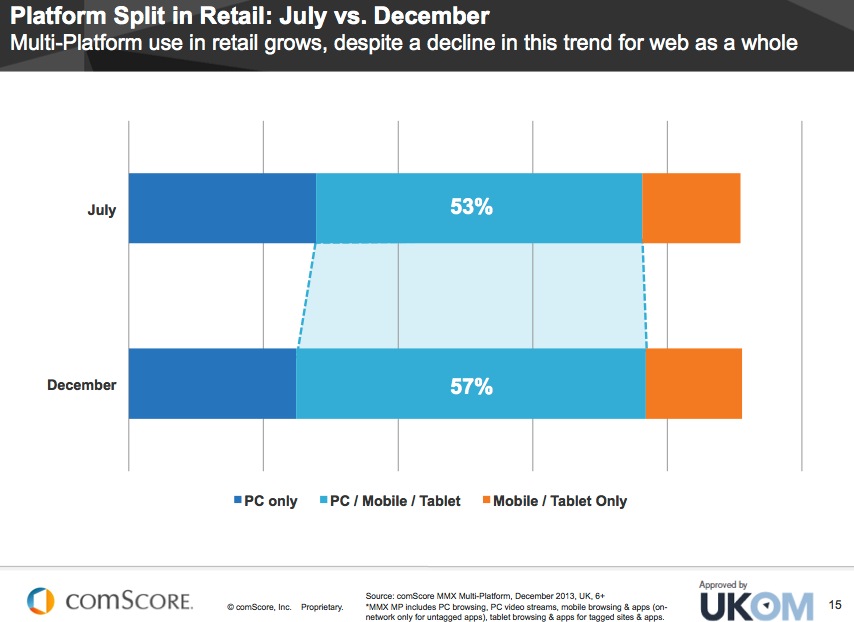 Platform Split in Retail: July vs. December
Multi-Platform use in retail grows, despite a decline in this trend for web as a whole
July
53%
December
57%
PC only
PC / Mobile / Tablet
Mobile / Tablet Only
comSCORE.
© comScore, Inc. Proprietary.
Source: comScore MMX Multi-Platform, December 2013, UK, 6+
*MMX MP includes PC browsing, PC video streams, mobile browsing & apps (on-
network only for untagged apps), tablet browsing & apps for tagged sites & apps.
Approved by
UKOM
15